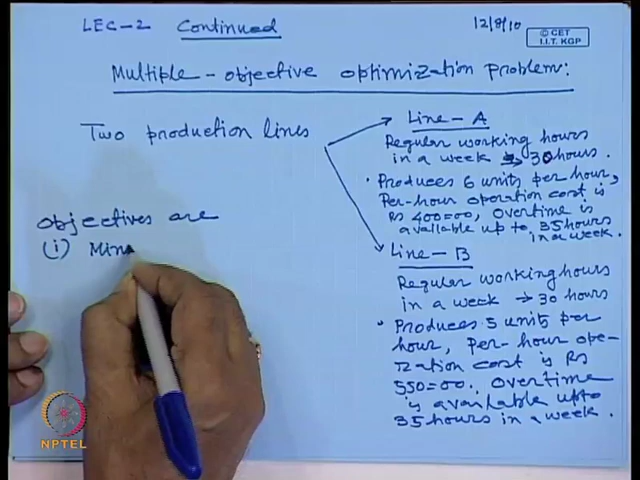 LEC-2 Continued 12/8/10
© CET
I.I.T. KGP
Multiple-objective optimization problem:
Two production lines
Line-A
Regular working hours
in a week → 30 hours.
• Produces 6 units per hour,
Per-hour operation cost is
Rs 400=00, overtime is
available up to 35 hours
in a week.
Objectives are
(i) Min
Line-B
Regular working hours
in a week → 30 hours
• Produces 5 units per
hour, Per-hour ope-
ration cost is Rs
550=00. Overtime
is available upto
35 hours in a week.
NPTEL